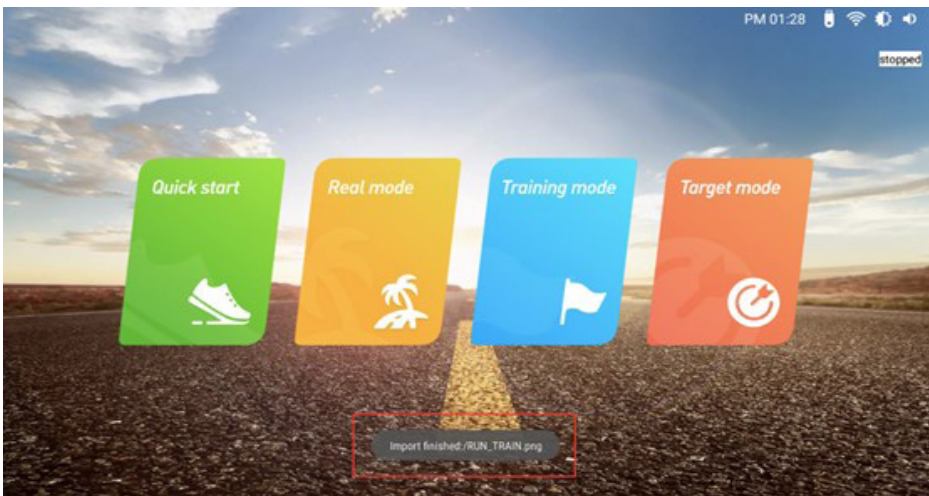 PM 01:28
stopped
Quick start
Real mode
Training mode
Target mode
Import finished:/RUN_TRAIN.png